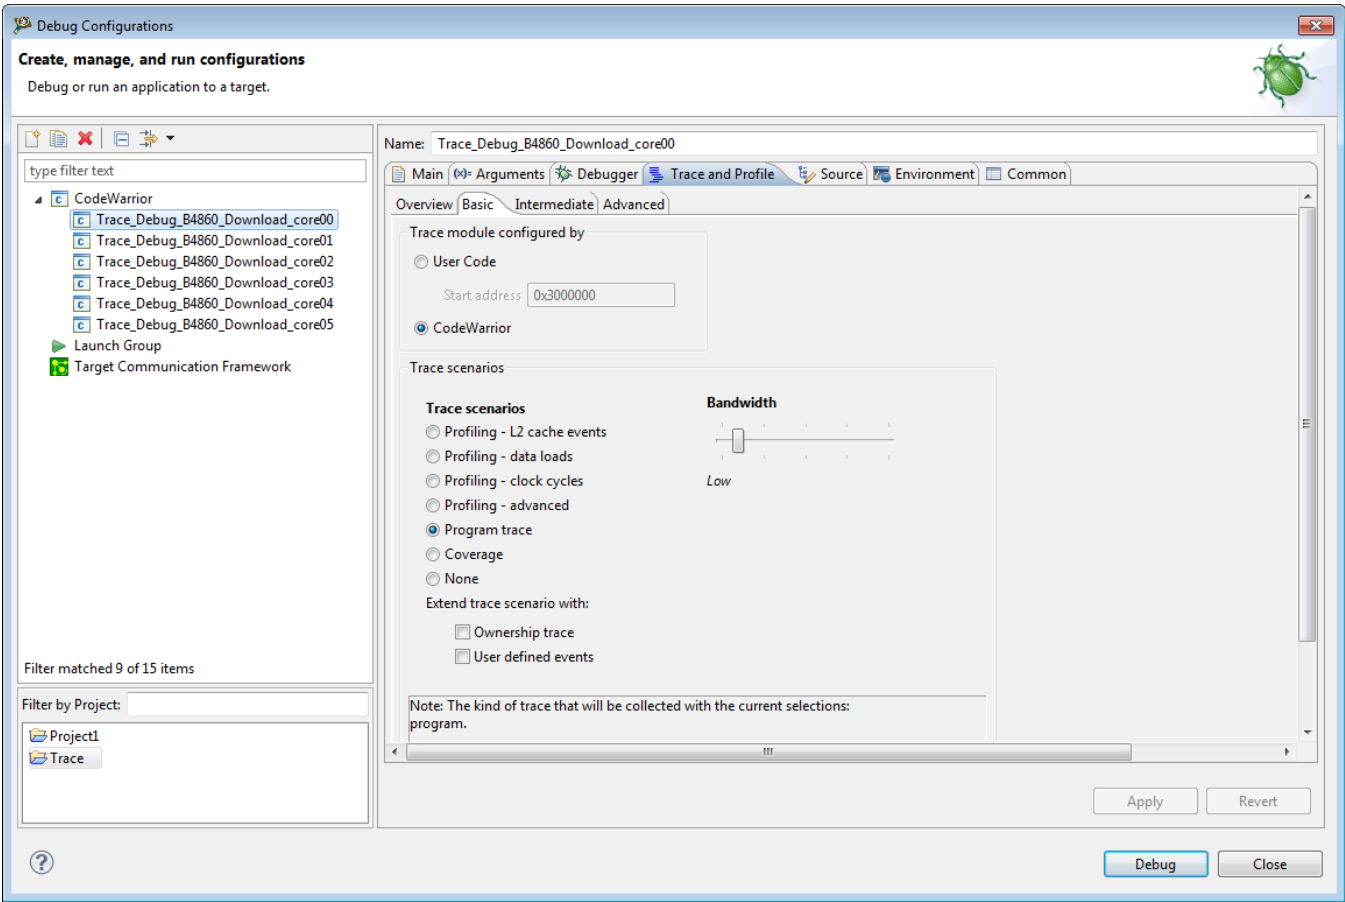 Debug Configurations
Create, manage, and run configurations
Debug or run an application to a target.
type filter text
CodeWarrior
Trace_Debug_B4860_Download_core00
Trace_Debug_B4860_Download_core01
Trace_Debug_B4860_Download_core02
Trace_Debug_B4860_Download_core03
Trace_Debug_B4860_Download_core04
Trace_Debug_B4860_Download_core05
Launch Group
Target Communication Framework
Filter matched 9 of 15 items
Filter by Project:
Project1
Trace
Name: Trace_Debug_B4860_Download_core00
Main (x)= Arguments Debugger Trace and Profile Source Environment Common
Overview Basic Intermediate Advanced
Trace module configured by
User Code
Start address 0x3000000
CodeWarrior
Trace scenarios
Trace scenarios
Profiling - L2 cache events
Profiling - data loads
Profiling - clock cycles
Profiling - advanced
Program trace
Coverage
None
Extend trace scenario with:
Ownership trace
User defined events
Bandwidth
Low
Note: The kind of trace that will be collected with the current selections:
program.
Apply Revert
Debug Close